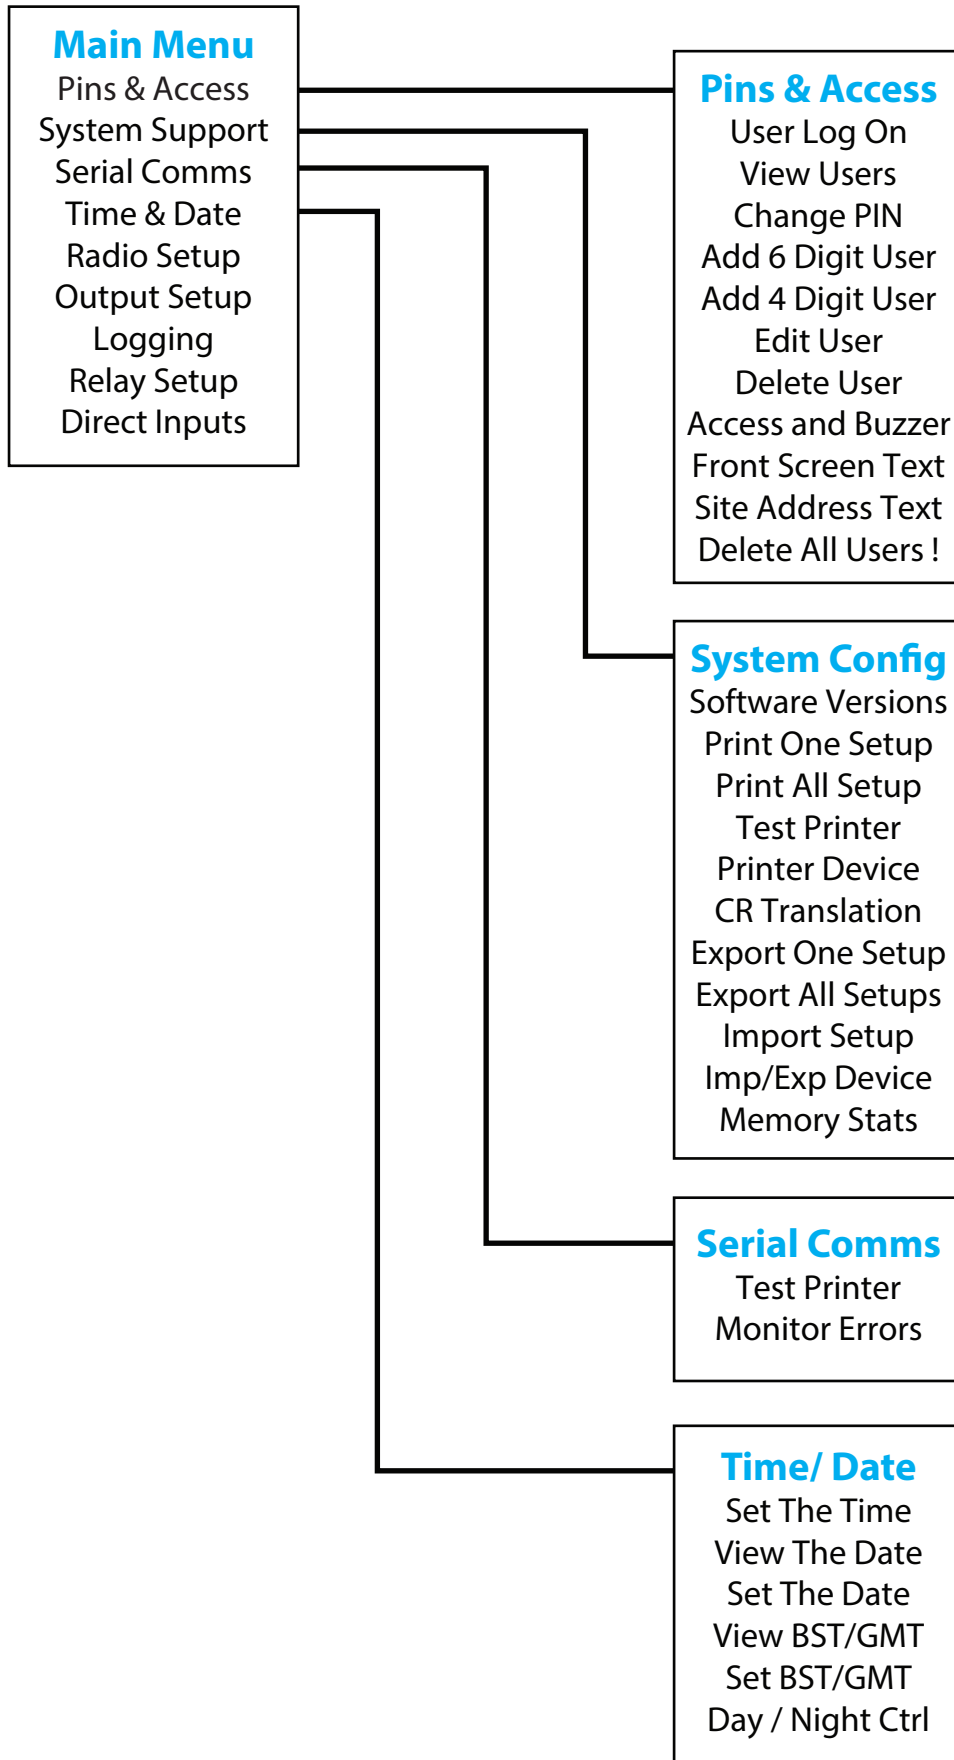 Main Menu
Pins & Access
System Support
Serial Comms
Time & Date
Radio Setup
Output Setup
Logging
Relay Setup
Direct Inputs
Pins & Access
User Log On
View Users
Change PIN
Add 6 Digit User
Add 4 Digit User
Edit User
Delete User
Access and Buzzer
Front Screen Text
Site Address Text
Delete All Users !
System Config
Software Versions
Print One Setup
Print All Setup
Test Printer
Printer Device
CR Translation
Export One Setup
Export All Setups
Import Setup
Imp/Exp Device
Memory Stats
Serial Comms
Test Printer
Monitor Errors
Time/ Date
Set The Time
View The Date
Set The Date
View BST/GMT
Set BST/GMT
Day / Night Ctrl